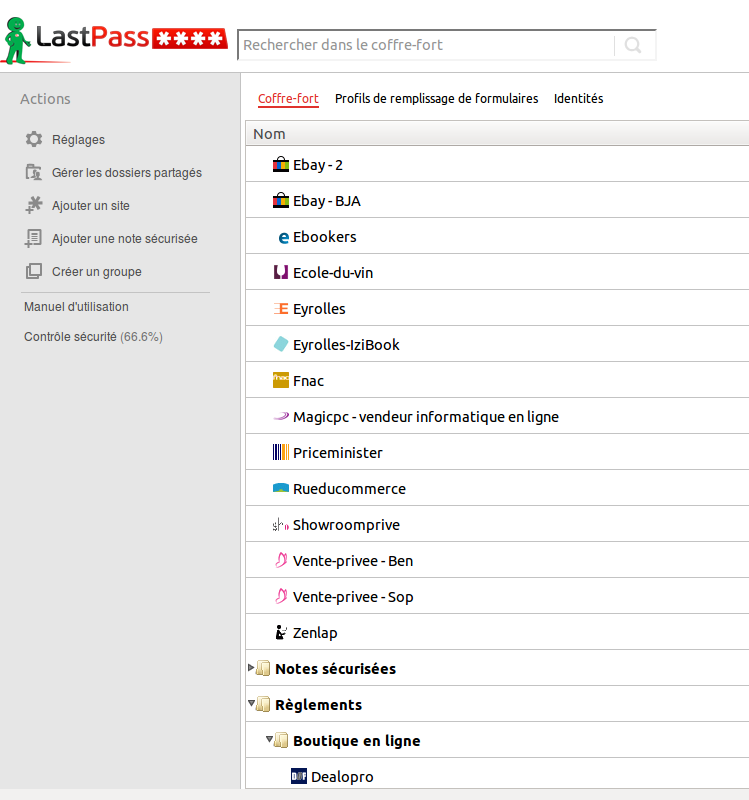 LastPass ****
Rechercher dans le coffre-fort
Actions
Réglages
Gérer les dossiers partagés
Ajouter un site
Ajouter une note sécurisée
Créer un groupe
Manuel d'utilisation
Contrôle sécurité (66.6%)
Coffre-fort Profils de remplissage de formulaires Identités
Nom
Ebay - 2
Ebay - BJA
Ebookers
Ecole-du-vin
Eyrolles
Eyrolles-IziBook
fnac Fnac
Magicpc - vendeur informatique en ligne
Priceminister
Rueducommerce
Showroomprive
Vente-privee - Ben
Vente-privee - Sop
Zenlap
Notes sécurisées
Règlements
Boutique en ligne
Dealopro